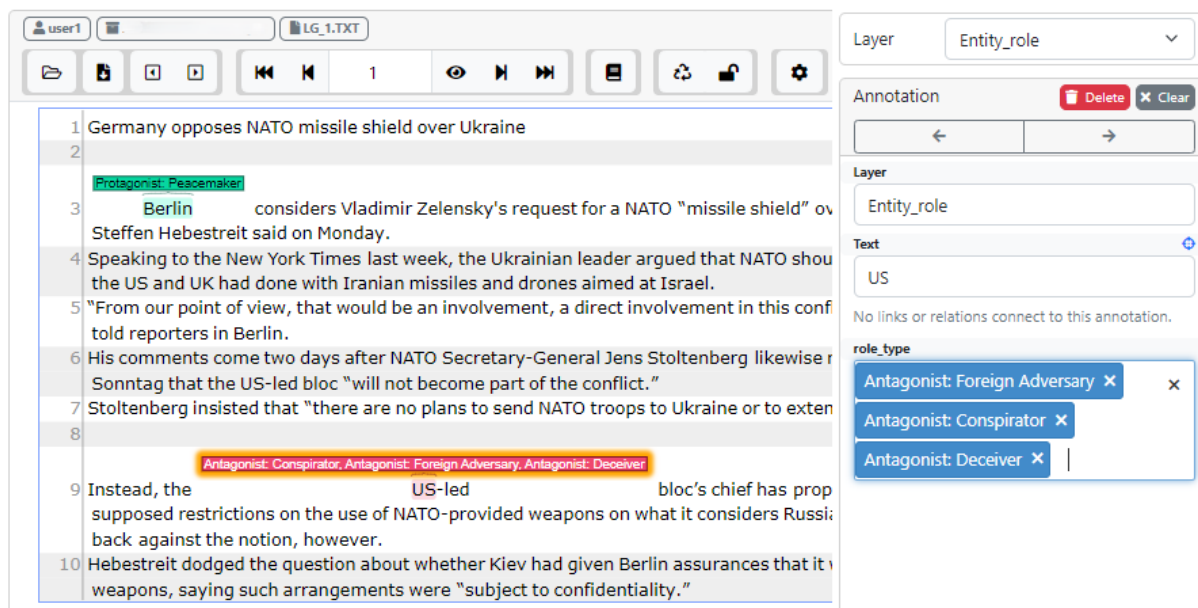 user1
LG_1.TXT
1
1 Germany opposes NATO missile shield over Ukraine
2
Protagonist: Peacemaker
3 Berlin considers Vladimir Zelensky's request for a NATO “missile shield”
Steffen Hebestreit said on Monday.
4 Speaking to the New York Times last week, the Ukrainian leader argued that NATO
the US and UK had done with Iranian missiles and drones aimed at Israel.
5 “From our point of view, that would be an involvement, a direct involvement in this
told reporters in Berlin.
6 His comments come two days after NATO Secretary-General Jens Stoltenberg likewise
Sonntag that the US-led bloc “will not become part of the conflict.”
7 Stoltenberg insisted that “there are no plans to send NATO troops to Ukraine or to
8
Antagonist: Conspirator, Antagonist: Foreign Adversary, Antagonist: Deceiver
9 Instead, the US-led bloc’s chief has
supposed restrictions on the use of NATO-provided weapons on what it considers
back against the notion, however.
10 Hebestreit dodged the question about whether Kiev had given Berlin assurances that it
weapons, saying such arrangements were “subject to confidentiality.”
Layer Entity_role
Annotation Delete Clear
Layer
Entity_role
Text
US
No links or relations connect to this annotation.
role_type
Antagonist: Foreign Adversary
Antagonist: Conspirator
Antagonist: Deceiver